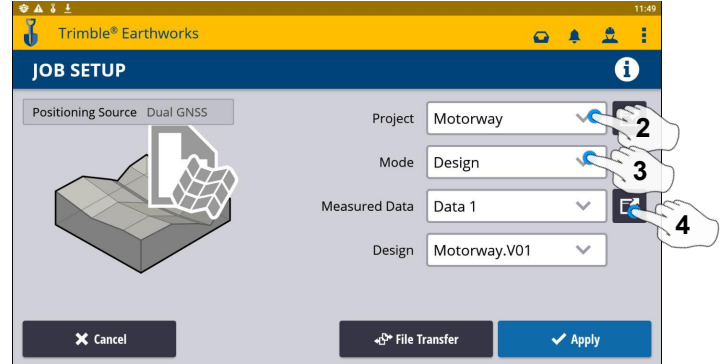 11:49
Trimble® Earthworks
JOB SETUP
Positioning Source Dual GNSS
Project Motorway
2
Mode Design
3
Measured Data Data 1
4
Design Motorway.V01
Cancel
File Transfer
Apply